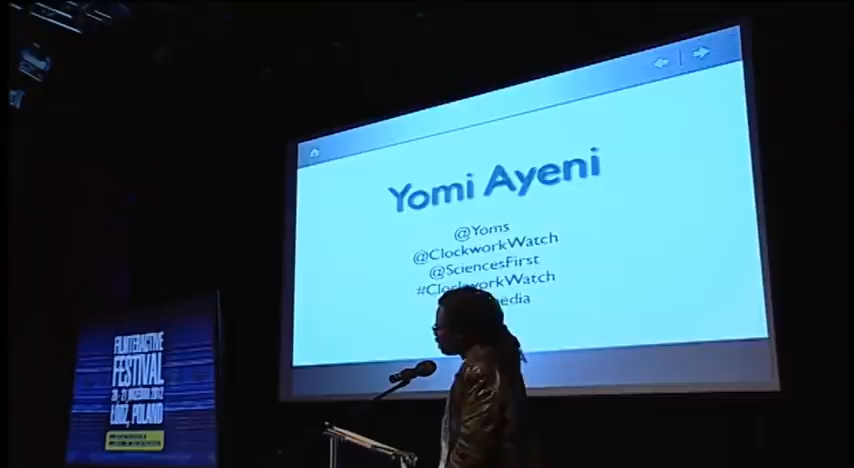 Yomi Ayeni
@Yoms
@ClockworkWatch
@SciencesFirst
#ClockworkWatch
FILMTERACTIVE
FESTIVAL
ŁÓDŹ, POLAND